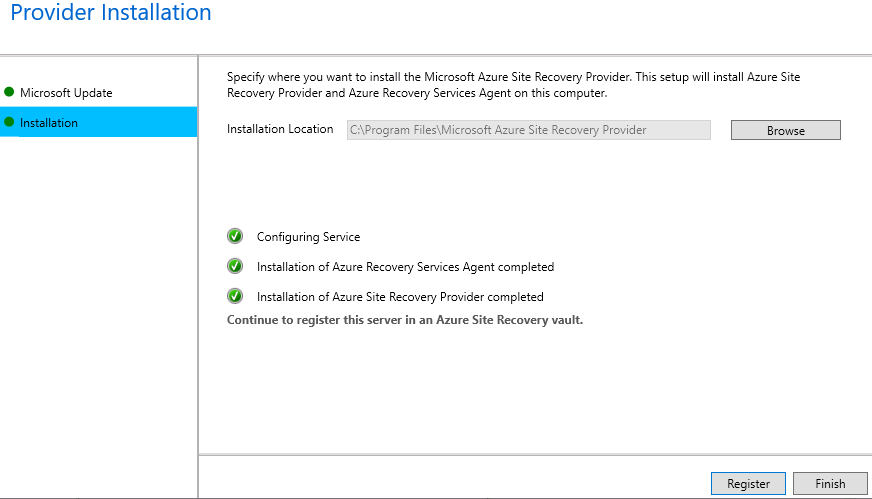 Provider Installation
Microsoft Update
Installation
Specify where you want to install the Microsoft Azure Site Recovery Provider. This setup will install Azure Site
Recovery Provider and Azure Recovery Services Agent on this computer.
Installation Location
C:\Program Files\Microsoft Azure Site Recovery Provider
Browse
Configuring Service
Installation of Azure Recovery Services Agent completed
Installation of Azure Site Recovery Provider completed
Continue to register this server in an Azure Site Recovery vault.
Register
Finish